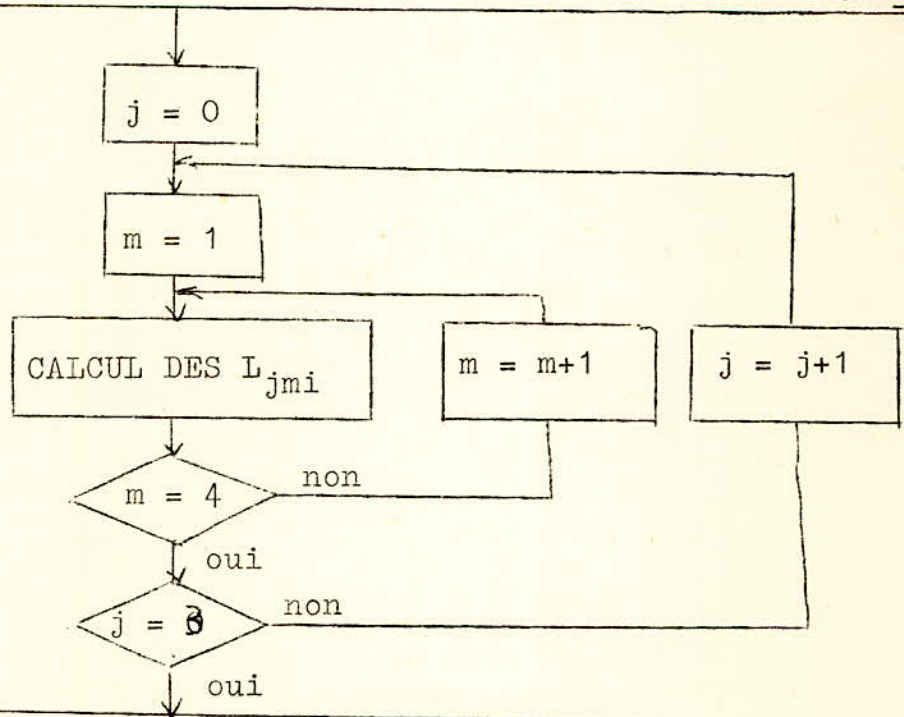 j = 0
m = 1
CALCUL DES L_jmi
m = m+1
j = j+1
m = 4
non
oui
j =
non
oui